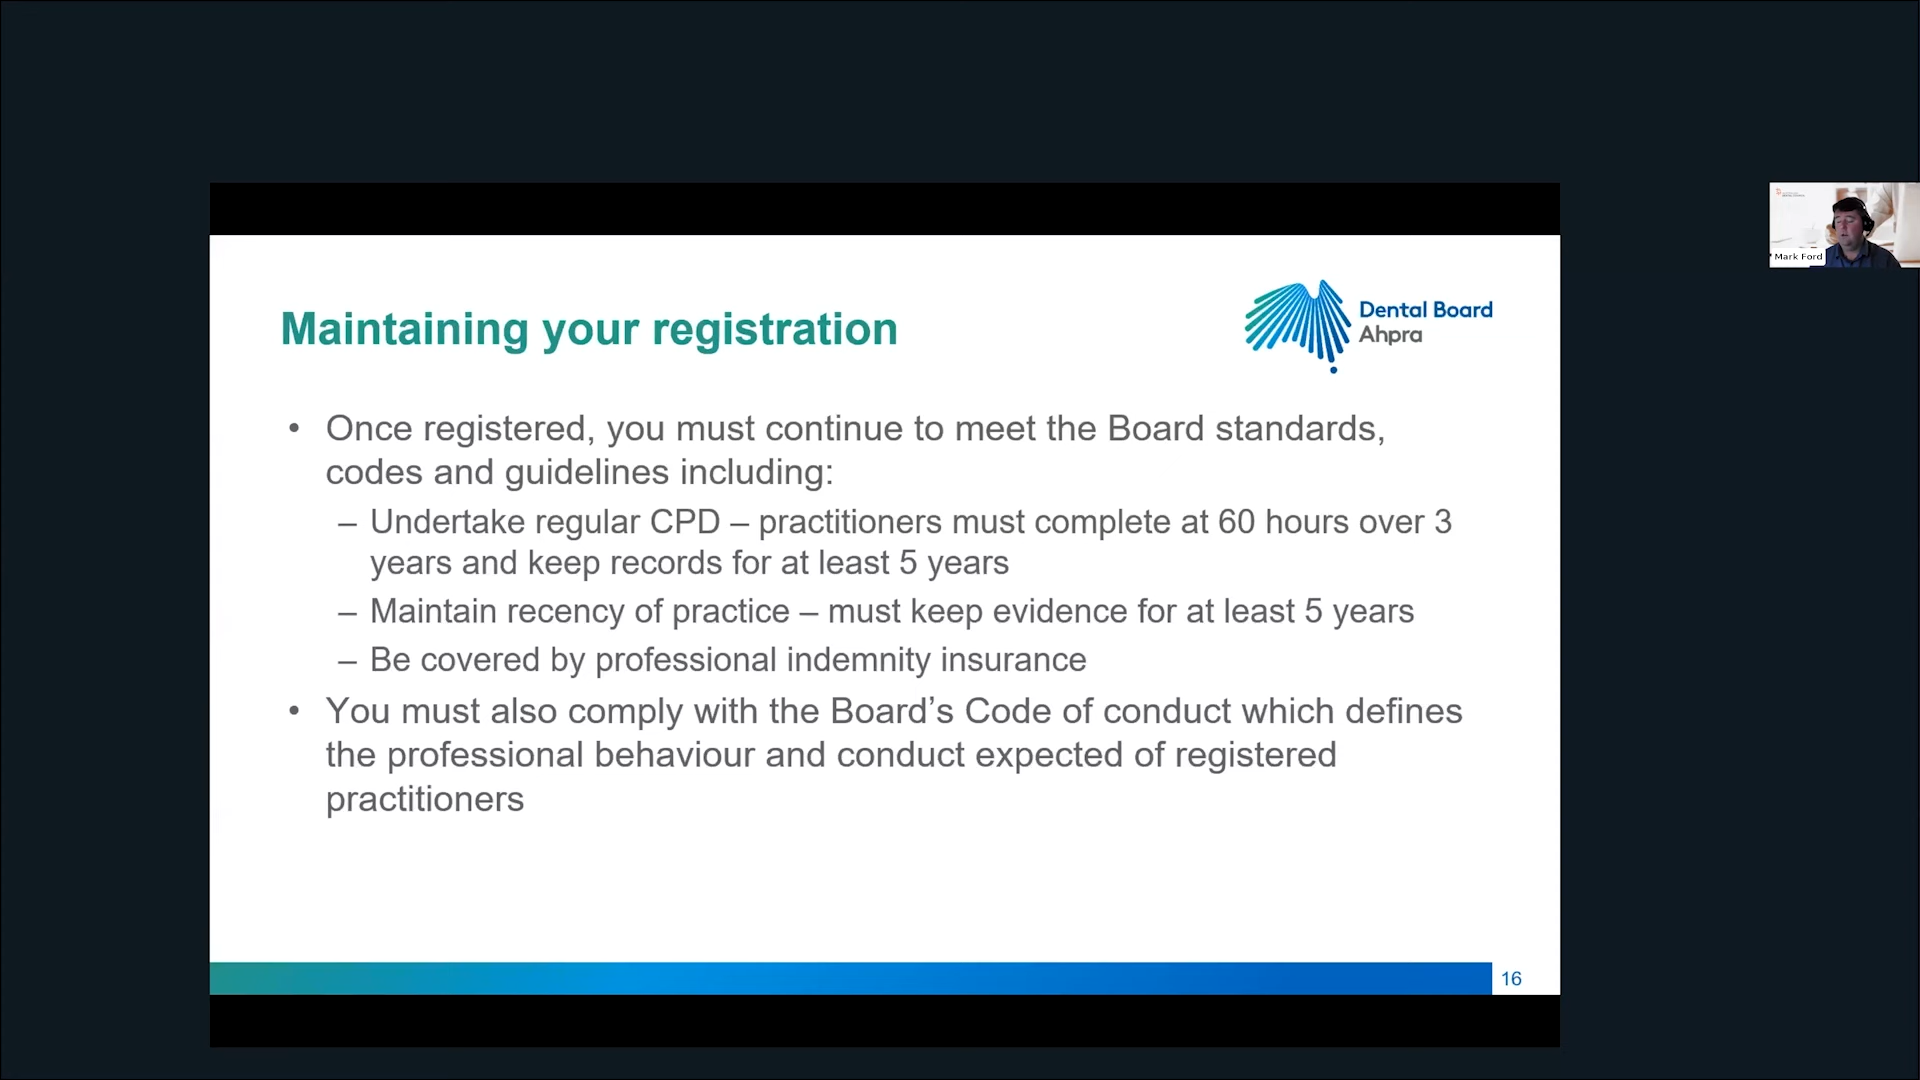 Maintaining your registration
Dental Board
Ahpra
• Once registered, you must continue to meet the Board standards,
codes and guidelines including:
– Undertake regular CPD – practitioners must complete at 60 hours over 3
years and keep records for at least 5 years
– Maintain recency of practice – must keep evidence for at least 5 years
– Be covered by professional indemnity insurance
• You must also comply with the Board’s Code of conduct which defines
the professional behaviour and conduct expected of registered
practitioners
16
Mark Ford